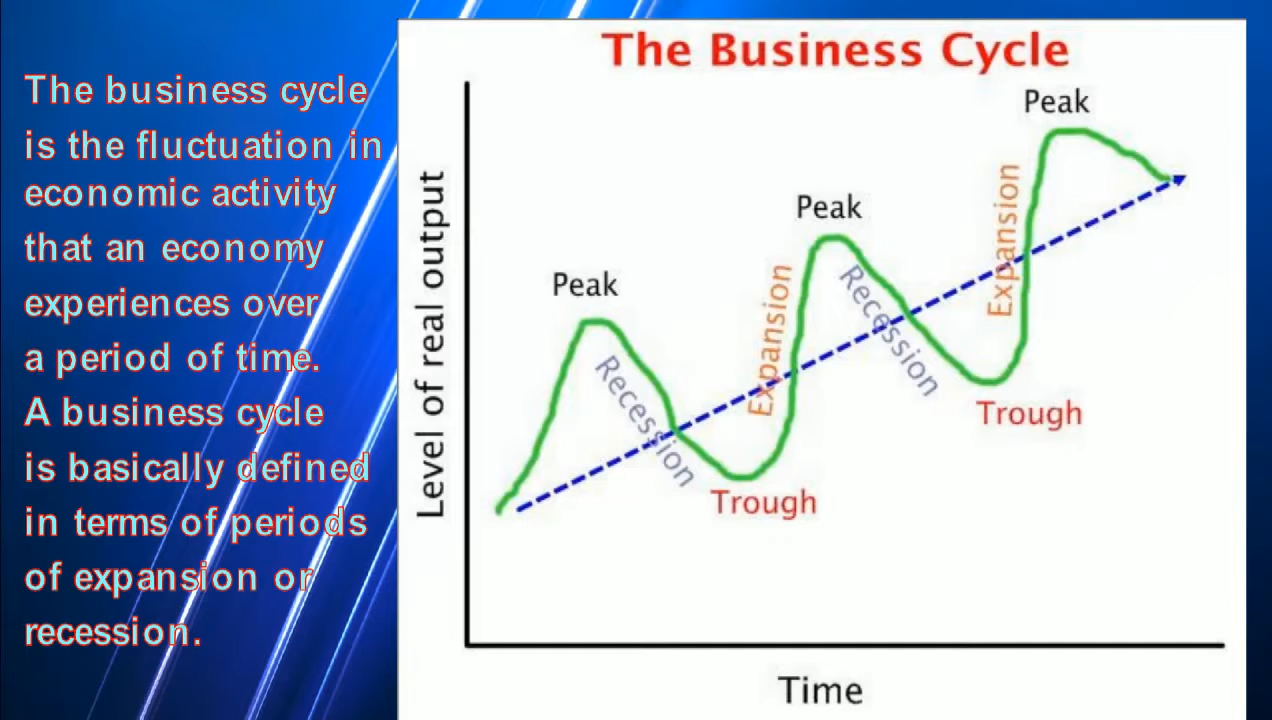 The business cycle
is the fluctuation in
economic activity
that an economy
experiences over
a period of time.
A business cycle
is basically defined
in terms of periods
of expansion or
recession.
The Business Cycle
Level of real output
Peak
Recession
Trough
Expansion
Peak
Recession
Trough
Expansion
Peak
Time